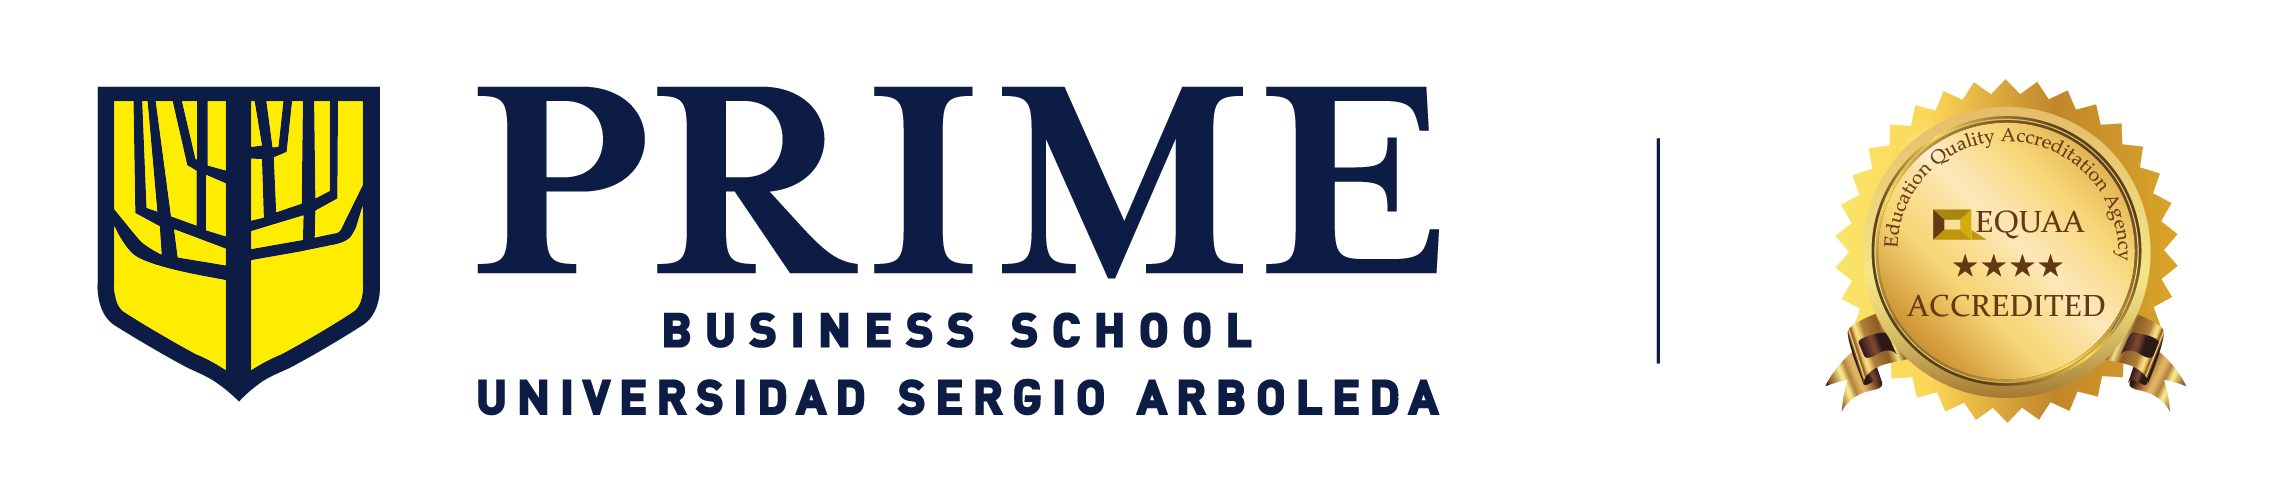 PRIME
BUSINESS SCHOOL
UNIVERSIDAD SERGIO ARBOLEDA
Education Quality Accreditation Agency
EQUAA
ACCREDITED